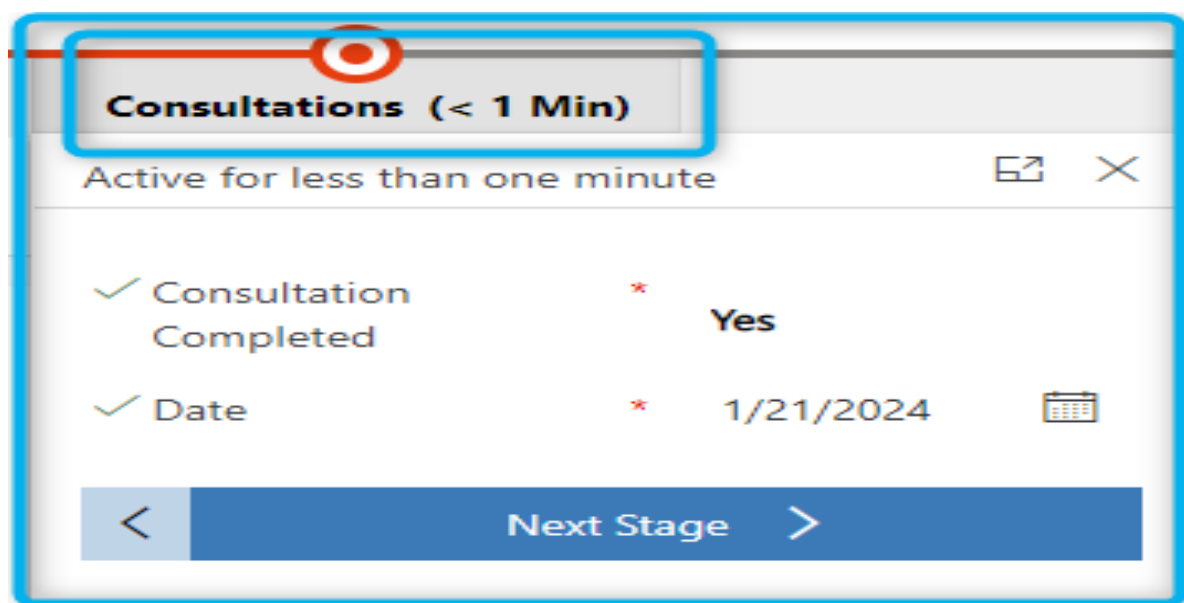 Consultations (< 1 Min)
Active for less than one minute
Consultation
Completed
*
Yes
Date * 1/21/2024
Next Stage